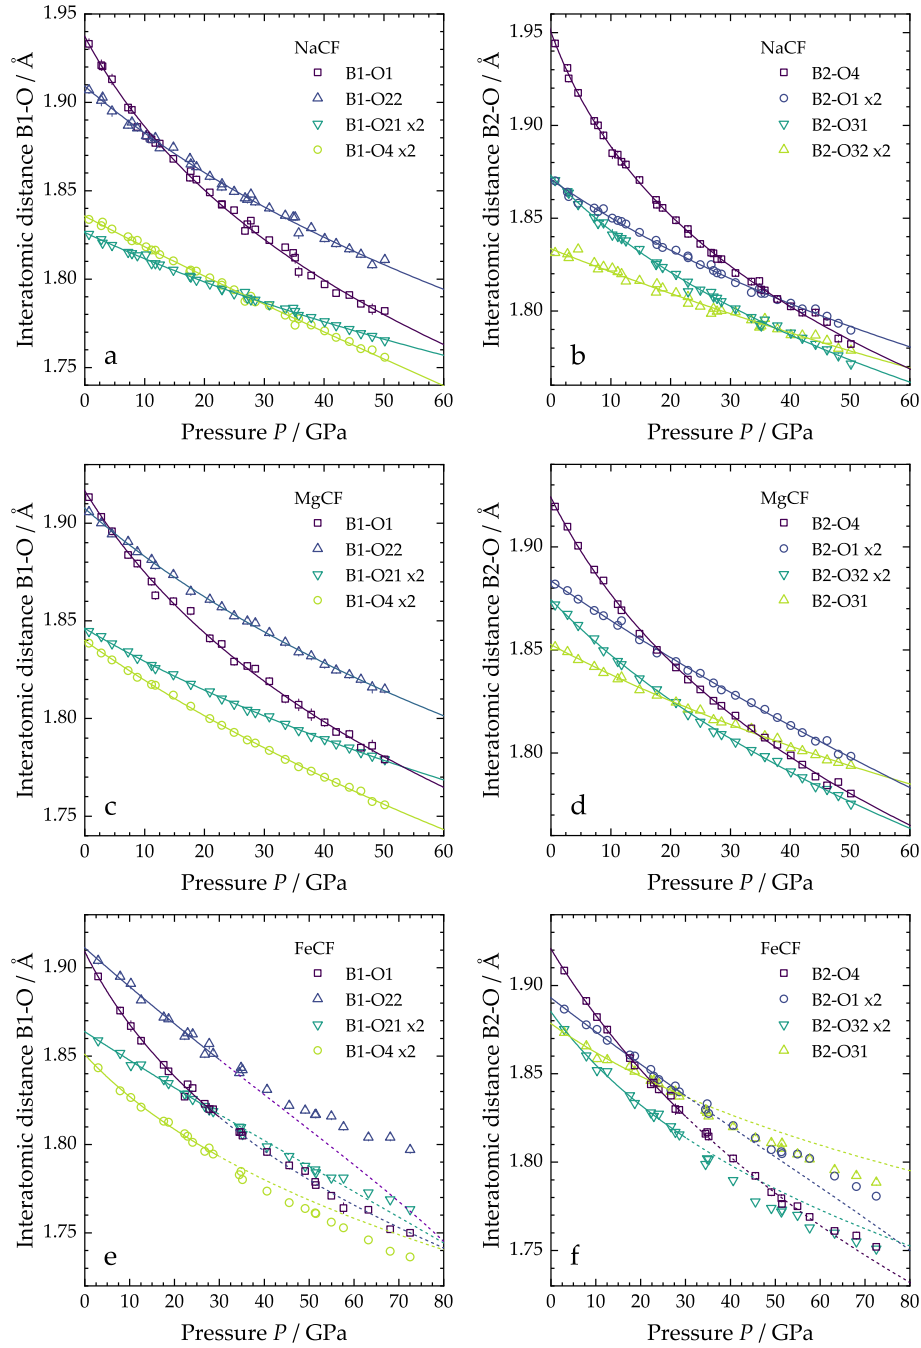 1.95
1.90
1.85
1.80
1.75
Interatomic distance B1-O / Å
NaCF
B1-O1
B1-O22
B1-O21 x2
B1-O4 x2
a
0 10 20 30 40 50 60
Pressure P / GPa
1.95
1.90
1.85
1.80
Interatomic distance B2-O / Å
NaCF
B2-O4
B2-O1 x2
B2-O31
B2-O32 x2
b
0 10 20 30 40 50 60
Pressure P / GPa
1.90
1.85
1.80
1.75
Interatomic distance B1-O / Å
MgCF
B1-O1
B1-O22
B1-O21 x2
B1-O4 x2
c
0 10 20 30 40 50 60
Pressure P / GPa
1.90
1.85
1.80
Interatomic distance B2-O / Å
MgCF
B2-O4
B2-O1 x2
B2-O32 x2
B2-O31
d
0 10 20 30 40 50 60
Pressure P / GPa
1.90
1.85
1.80
1.75
Interatomic distance B1-O / Å
FeCF
B1-O1
B1-O22
B1-O21 x2
B1-O4 x2
e
0 10 20 30 40 50 60 70 80
Pressure P / GPa
1.90
1.85
1.80
1.75
Interatomic distance B2-O / Å
FeCF
B2-O4
B2-O1 x2
B2-O32 x2
B2-O31
f
0 10 20 30 40 50 60 70 80
Pressure P / GPa